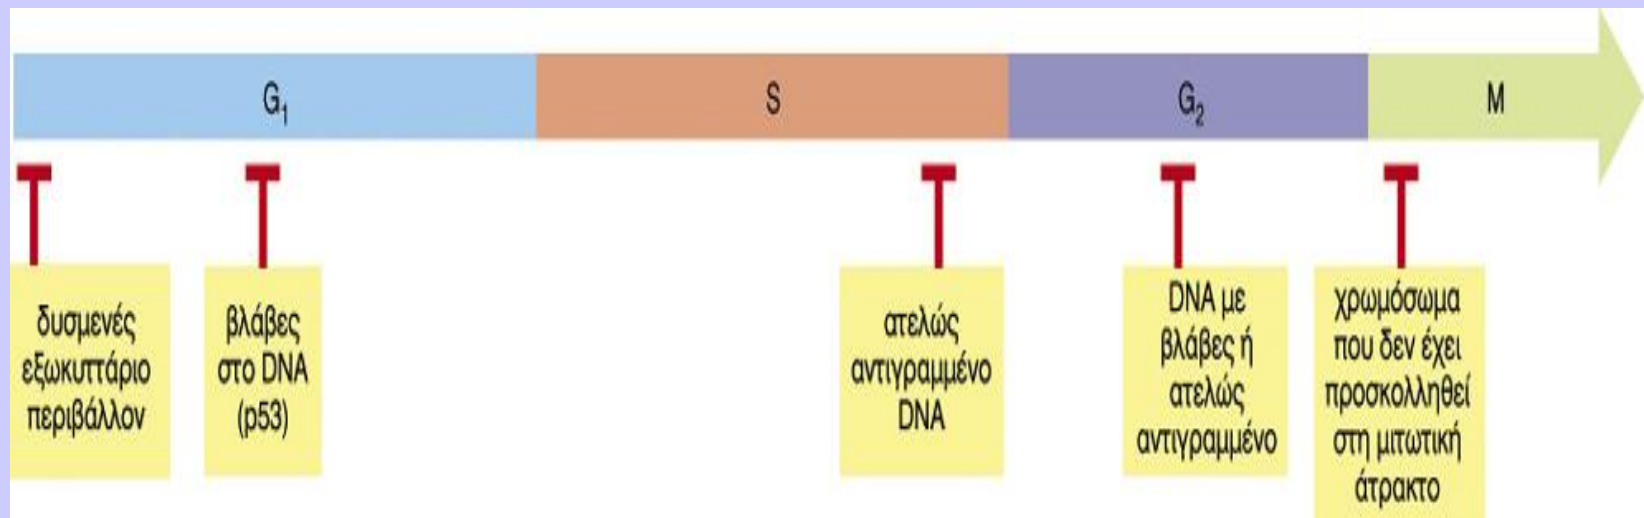 G₁
S
G₂
M
δυσμενές
εξωκυττάριο
περιβάλλον
βλάβες
στο DNA
(p53)
ατελώς
αντιγραμμένο
DNA
DNA με
βλάβες ή
ατελώς
αντιγραμμένο
χρωμόσωμα
που δεν έχει
προσκολληθεί
στη μιτωτική
άτρακτο